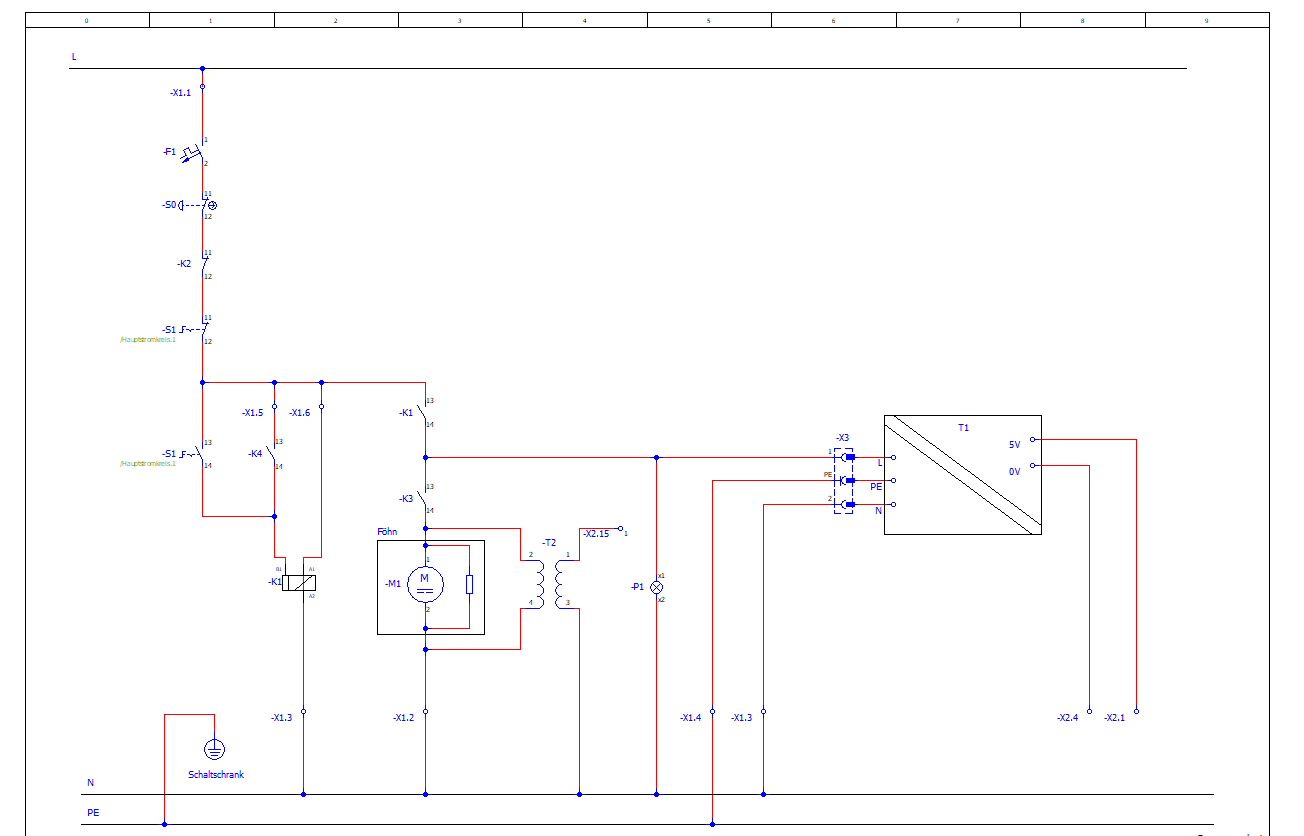 0 1 2 3 4 5 6 7 8 9
L
-X1.1
1
-F1
2
11
-S0
12
11
-K2
12
11
-S1
/Hauptstromkreis.1
12
13
-K1
14
-X1.5
-X1.6
13
-S1
/Hauptstromkreis.1
14
13
-K4
14
13
-K3
14
-X3
1
PE
2
T1
L
PE
N
5V
0V
Föhn
-X2.15
1
-T2
2
1
4
3
B1
A1
-K1
A2
1
-M1
M
2
-P1
x1
x2
-X1.3
-X1.2
-X1.4
-X1.3
-X2.4
-X2.1
Schaltschrank
N
PE